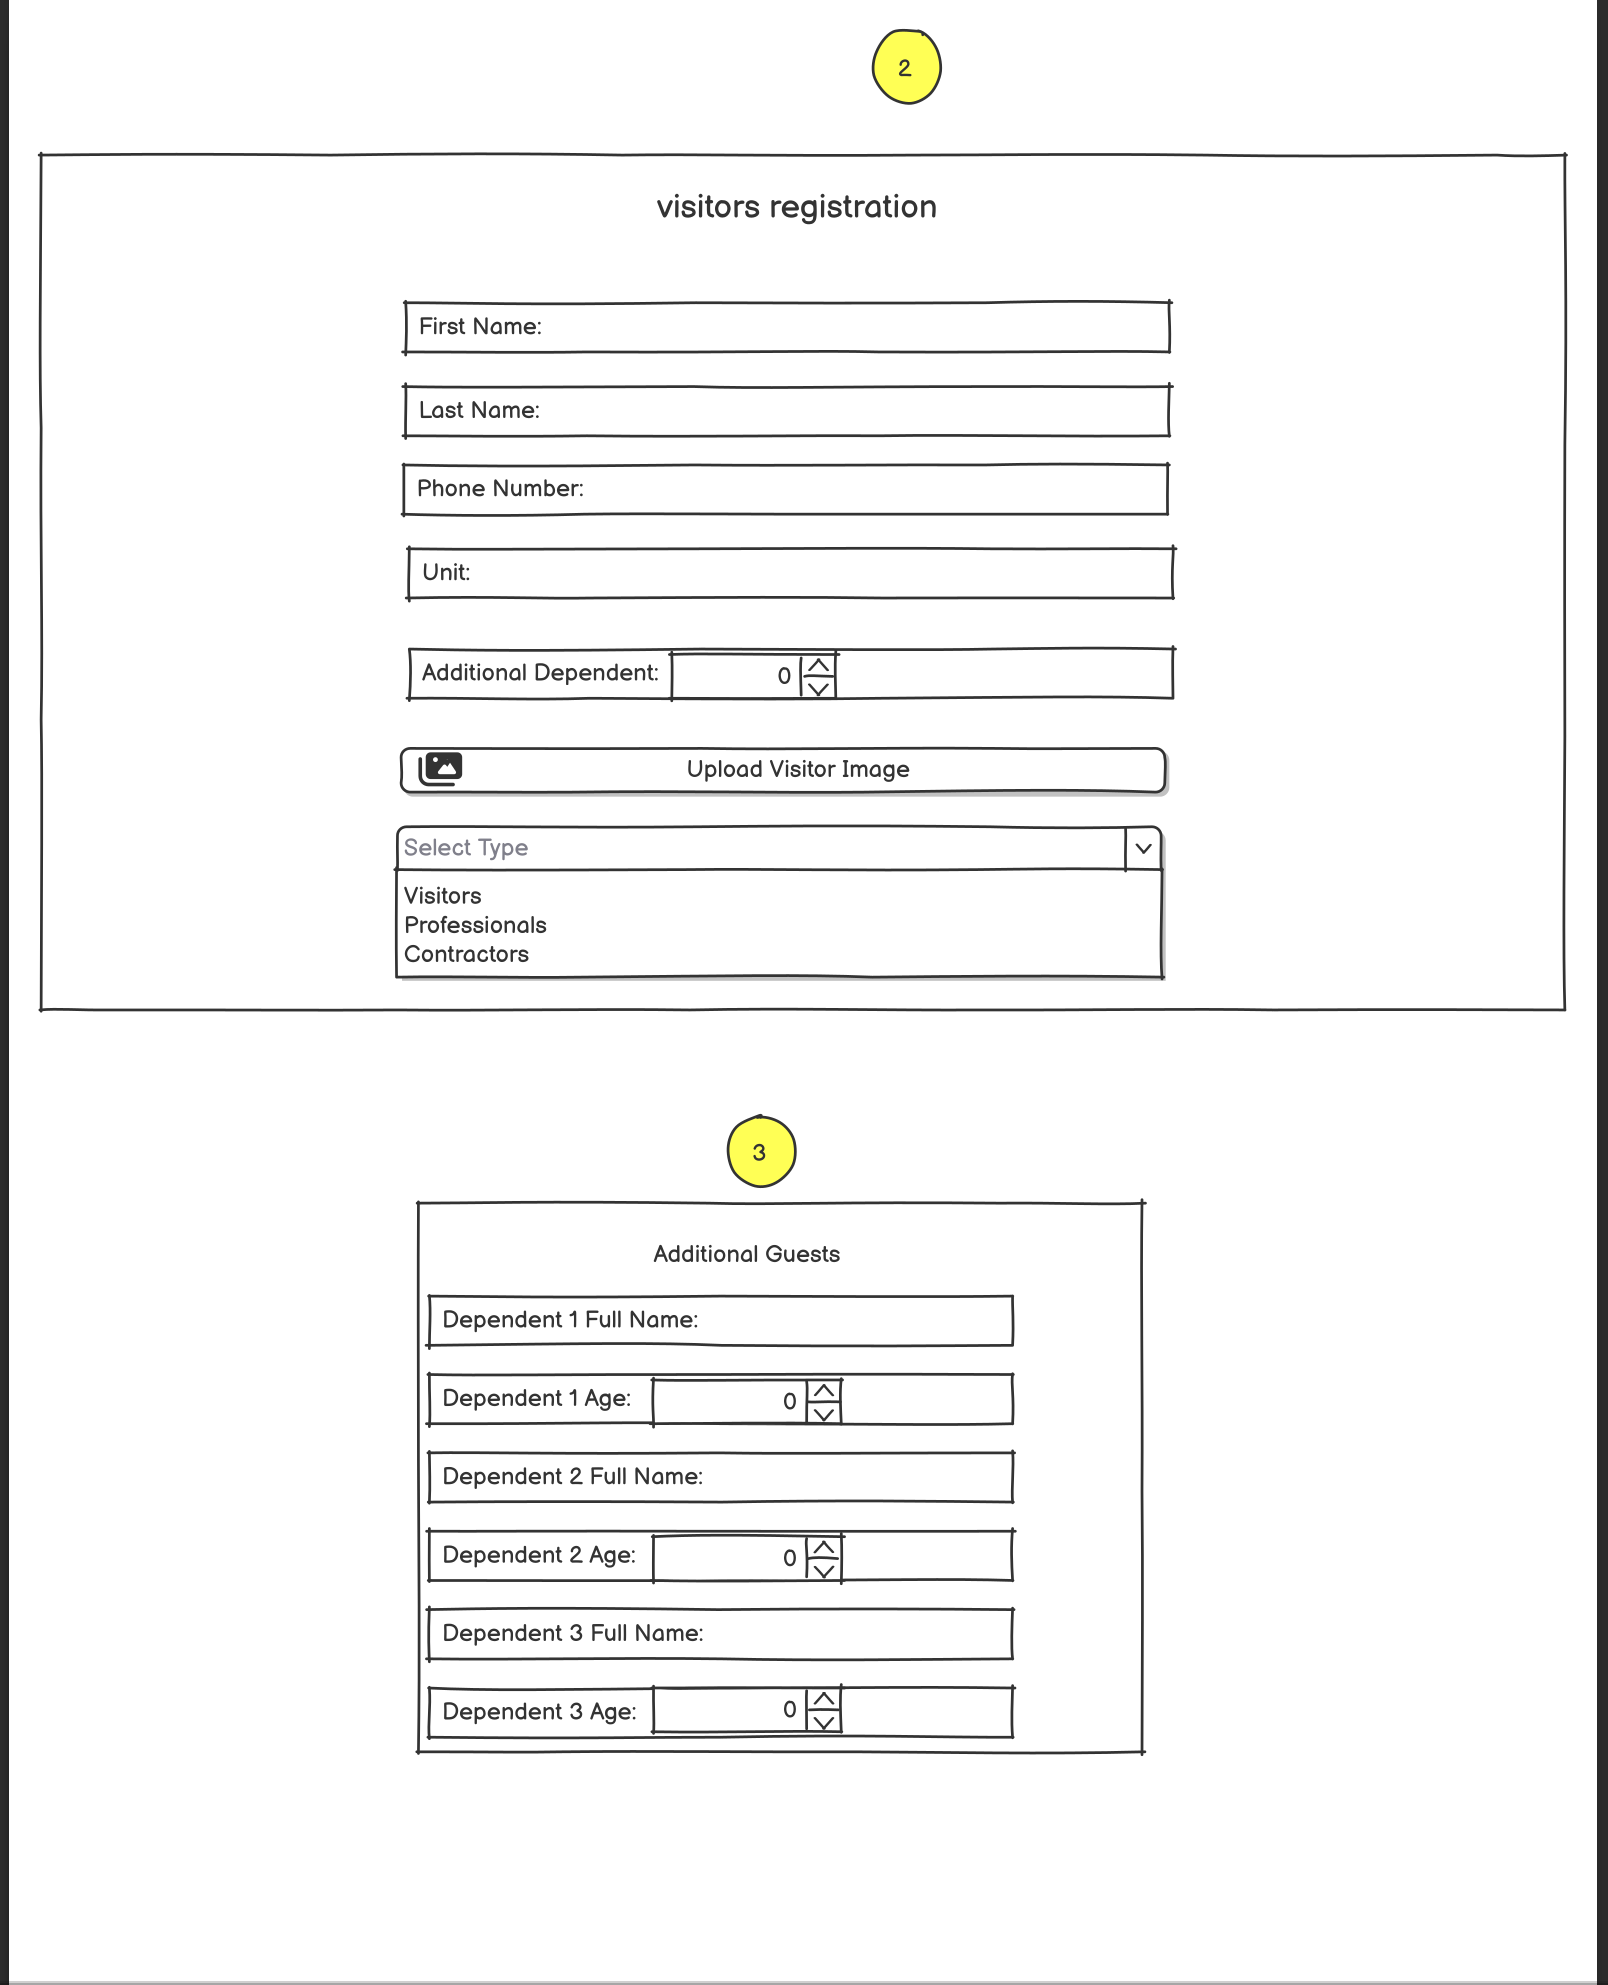 2
visitors registration
First Name:
Last Name:
Phone Number:
Unit:
Additional Dependent: 0
Upload Visitor Image
Select Type
Visitors
Professionals
Contractors
3
Additional Guests
Dependent 1 Full Name:
Dependent 1 Age: 0
Dependent 2 Full Name:
Dependent 2 Age: 0
Dependent 3 Full Name:
Dependent 3 Age: 0